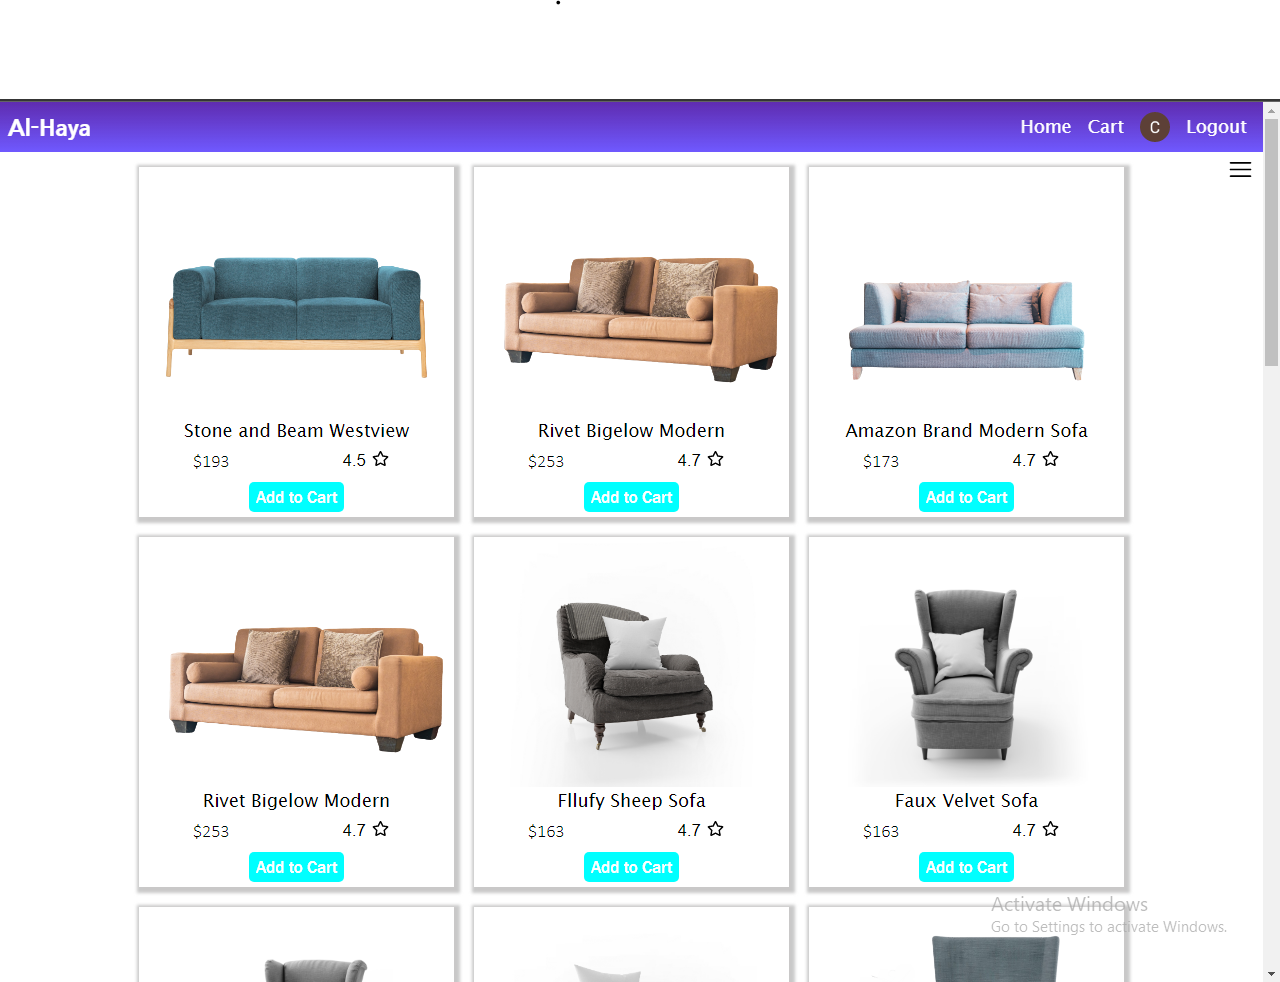 Al-Haya
Home Cart C Logout
Stone and Beam Westview
$193 4.5
Add to Cart
Rivet Bigelow Modern
$253 4.7
Add to Cart
Amazon Brand Modern Sofa
$173 4.7
Add to Cart
Rivet Bigelow Modern
$253 4.7
Add to Cart
Fllufy Sheep Sofa
$163 4.7
Add to Cart
Faux Velvet Sofa
$163 4.7
Add to Cart
Activate Windows
Go to Settings to activate Windows.